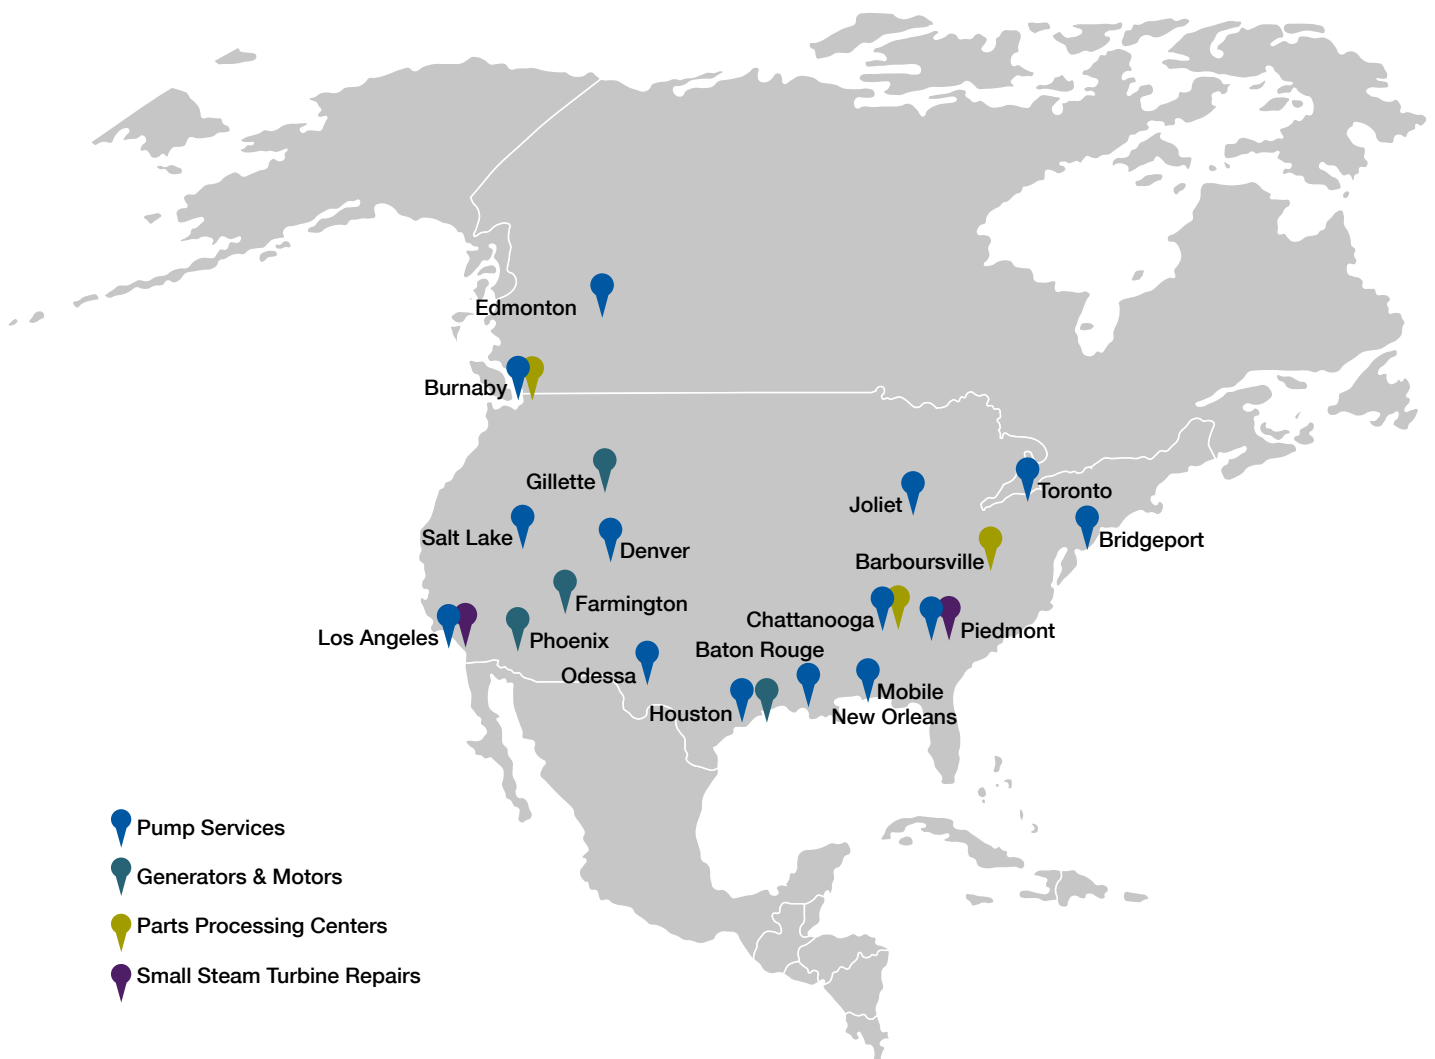 Edmonton
Burnaby
Gillette
Joliet
Toronto
Salt Lake
Denver
Bridgeport
Barboursville
Farmington
Chattanooga
Piedmont
Los Angeles
Phoenix
Baton Rouge
Odessa
Mobile
Houston
New Orleans
Pump Services
Generators & Motors
Parts Processing Centers
Small Steam Turbine Repairs